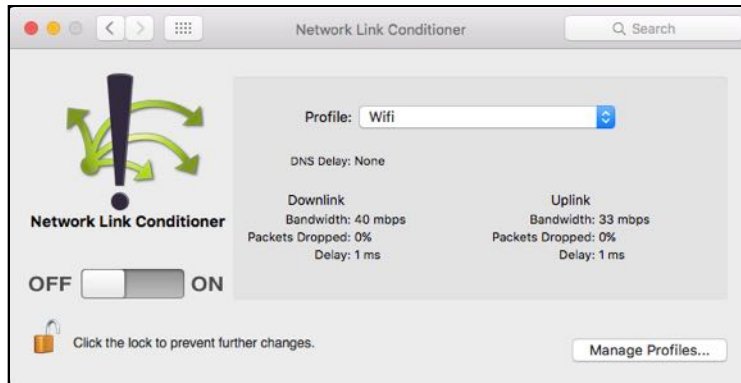 Network Link Conditioner
Search
Profile: Wifi
DNS Delay: None
Downlink
Bandwidth: 40 mbps
Packets Dropped: 0%
Delay: 1 ms
Uplink
Bandwidth: 33 mbps
Packets Dropped: 0%
Delay: 1 ms
Network Link Conditioner
OFF ON
Click the lock to prevent further changes.
Manage Profiles...